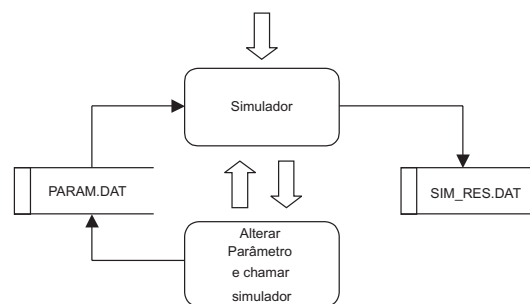 Simulador
PARAM.DAT
SIM_RES.DAT
Alterar
Parâmetro
e chamar
simulador